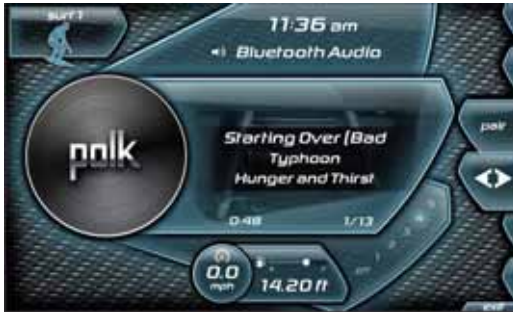 surf 1
11:36 am
Bluetooth Audio
polk
Starting Over (Bad
Typhoon
Hunger and Thirst
0:48 1/13
pair
OFF
0.0
mph
14.20 ft
exit